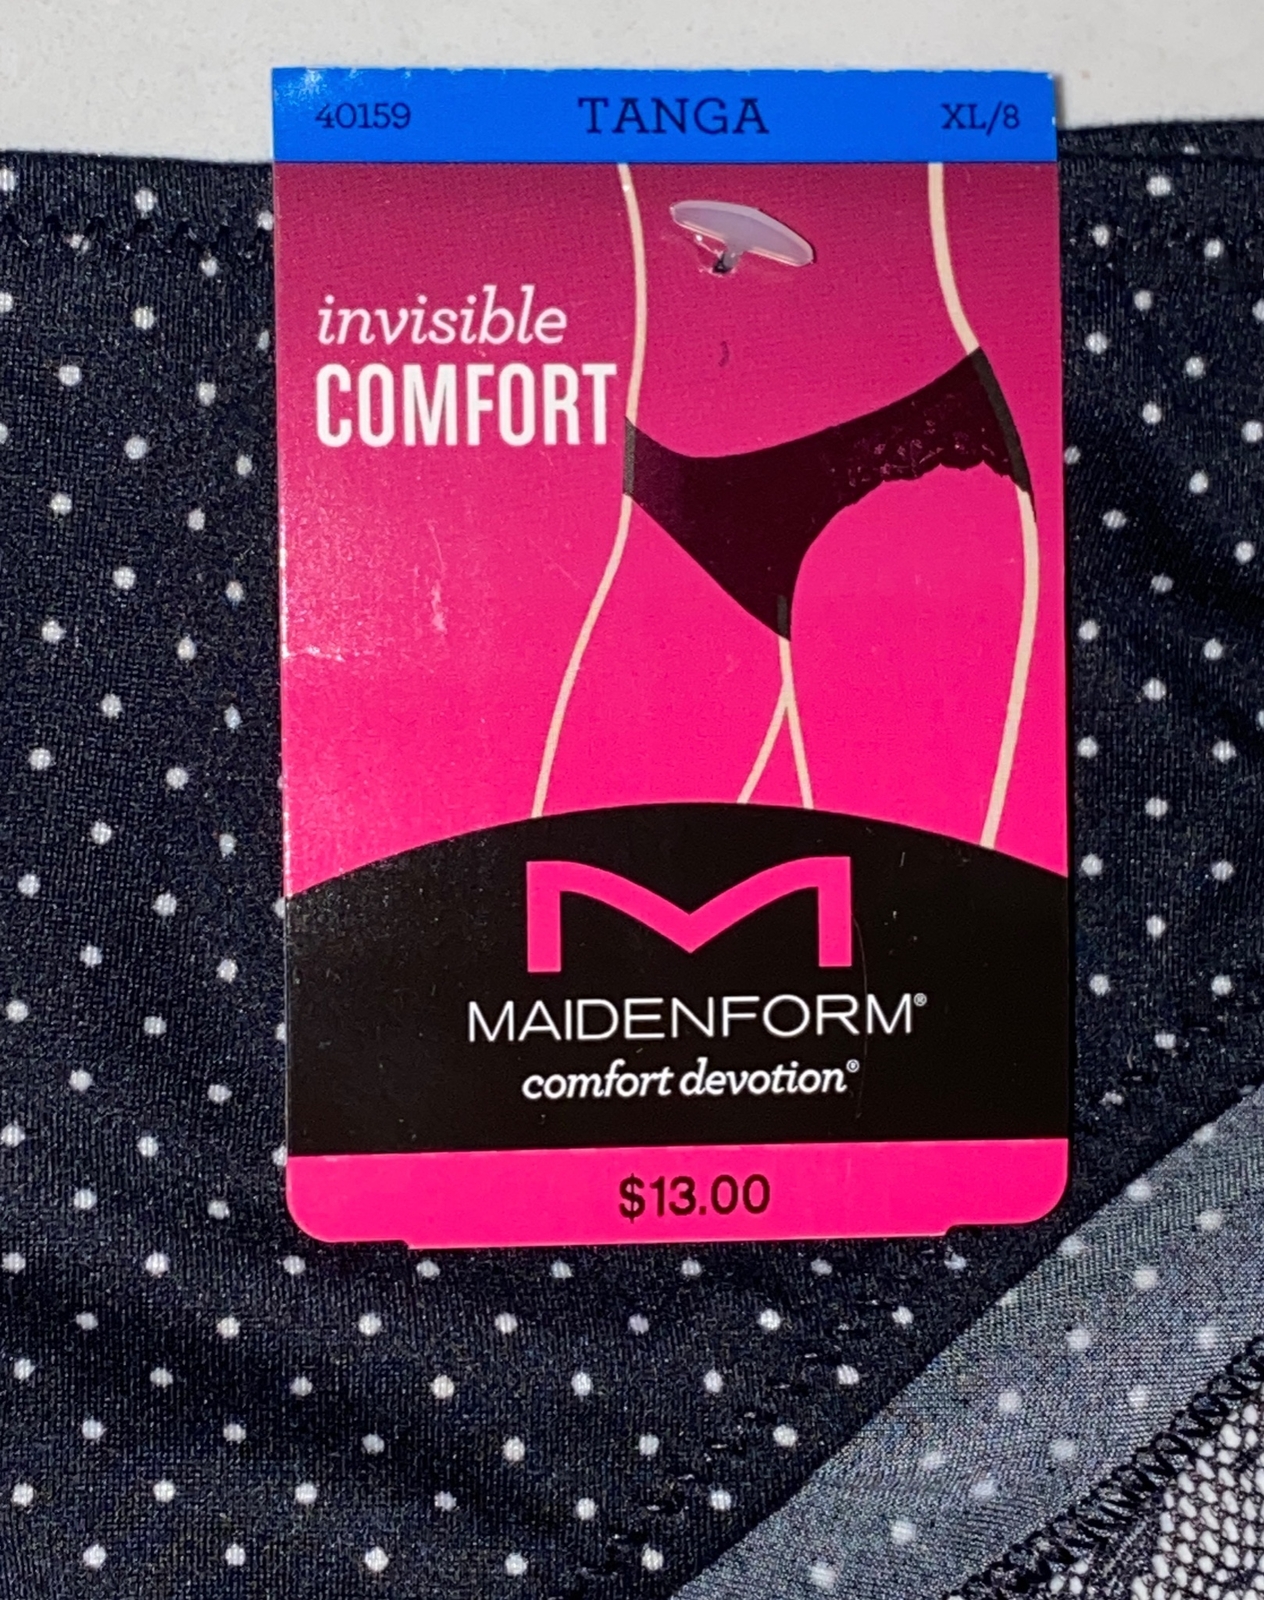 40159 TANGA XL/8
invisible
COMFORT
M
MAIDENFORM®
comfort devotion®
$13.00